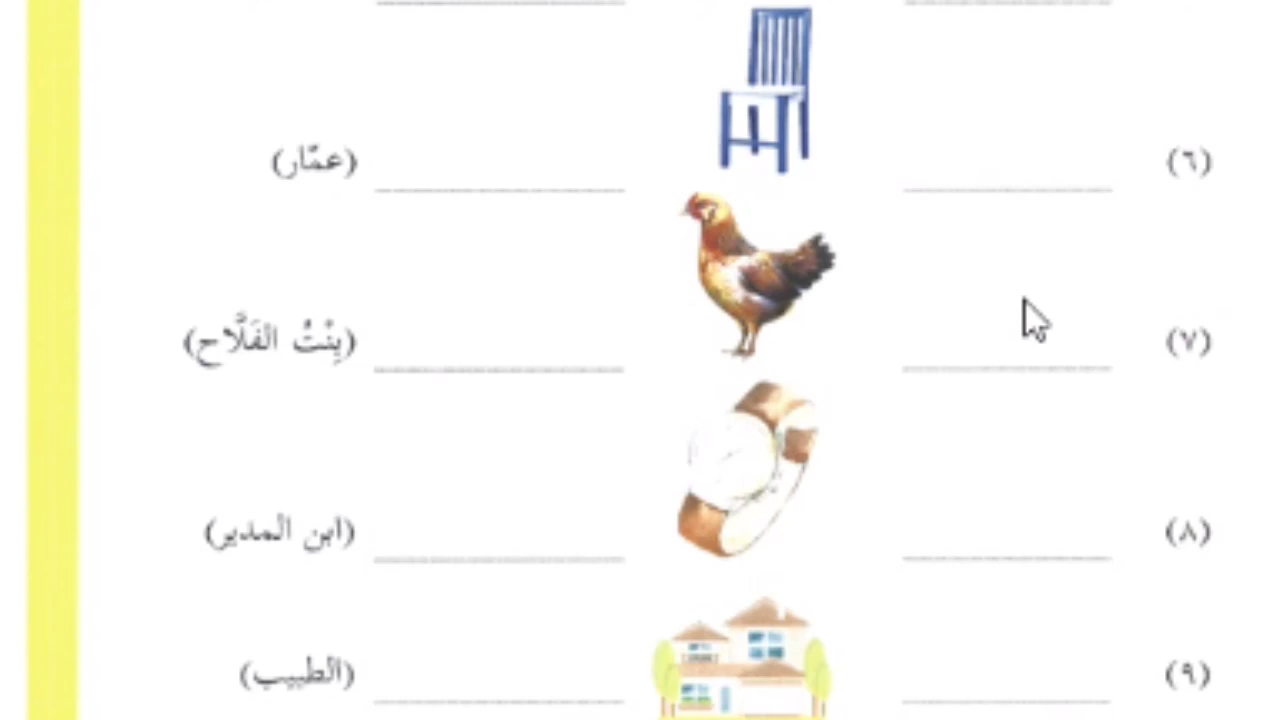 (٦) (عمّار)
(٧) (بِنْتُ الفَلَّاح)
(٨) (ابن المدير)
(٩) (الطبيب)